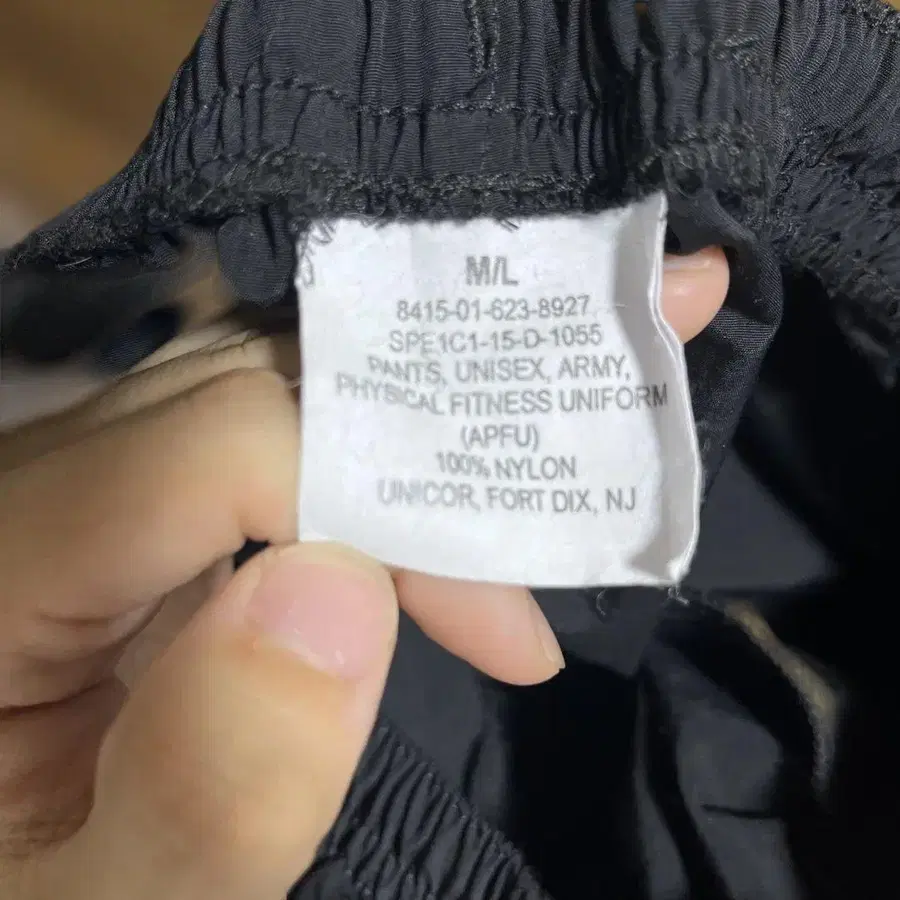 M/L
8415-01-623-8927
SPE1C1-15-D-1055
PANTS, UNISEX, ARMY,
PHYSICAL FITNESS UNIFORM
(APFU)
100% NYLON
UNICOR, FORT DIX, NJ